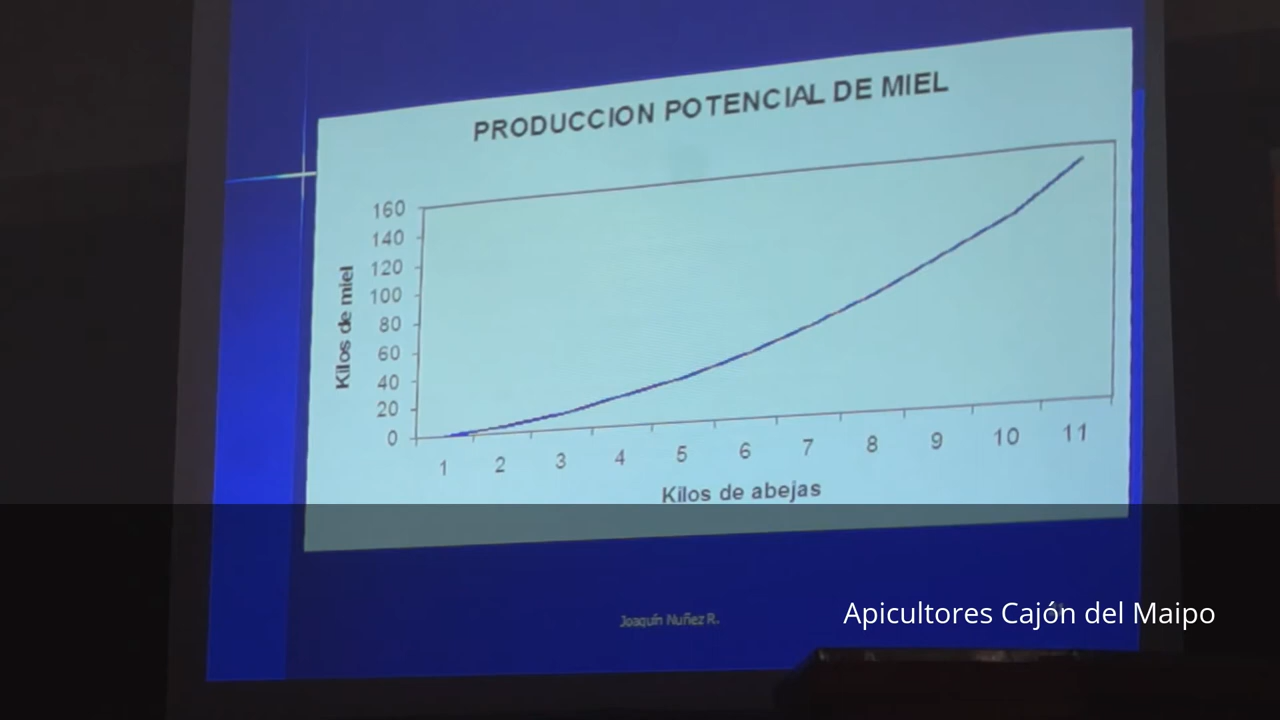 PRODUCCION POTENCIAL DE MIEL
160
140
120
100
80
60
40
20
0
Kilos de miel
1 2 3 4 5 6 7 8 9 10 11
Kilos de abejas
Joaquín Nuñez R.
Apicultores Cajón del Maipo